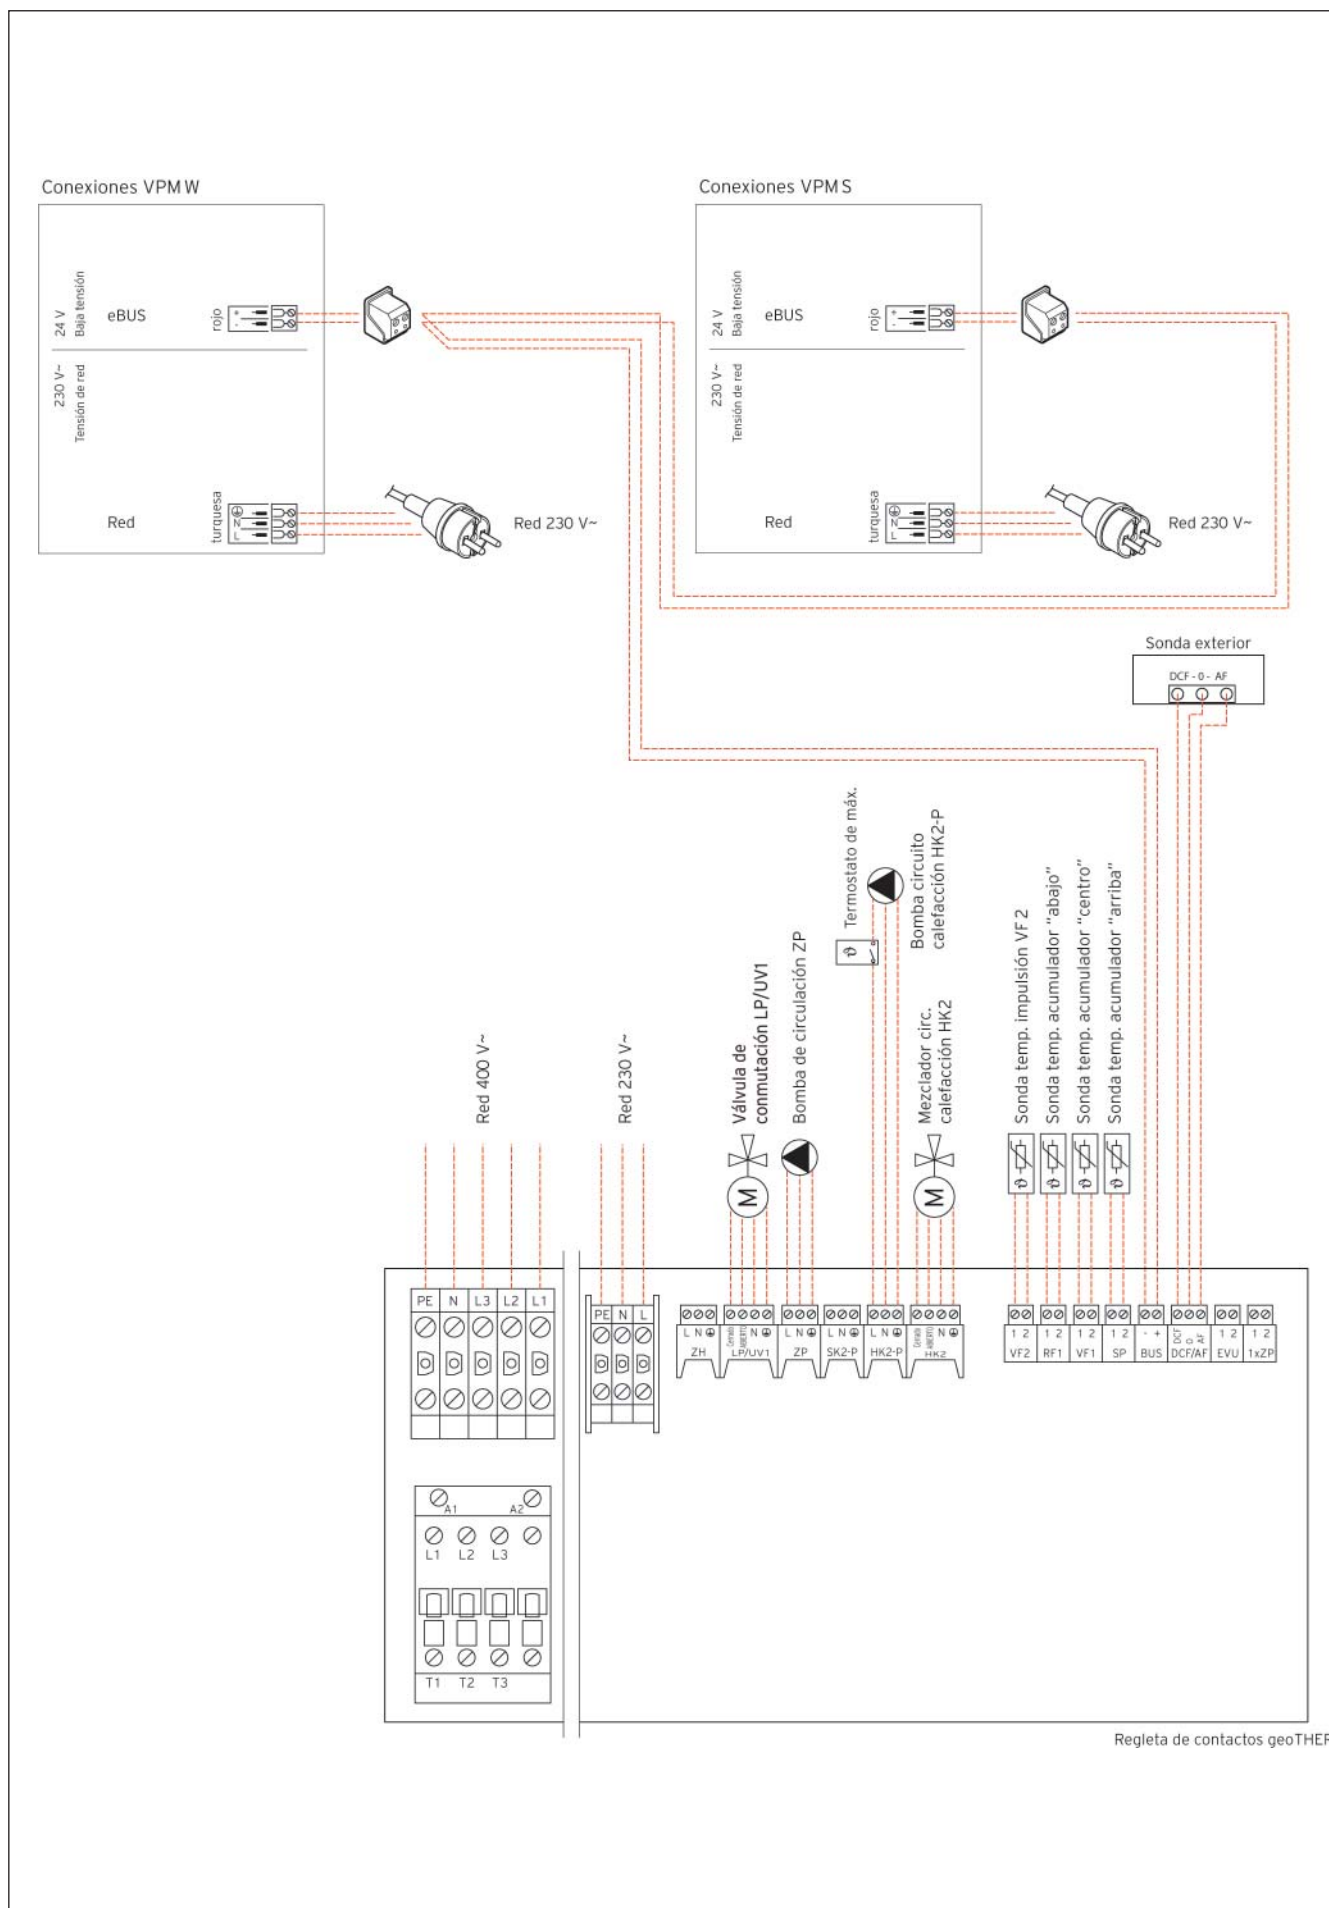 Conexiones VPM W
24 V
Baja tensión
eBUS
rojo
+
-
230 V~
Tensión de red
Red
turquesa
N
L
Red 230 V~
Conexiones VPM S
24 V
Baja tensión
eBUS
rojo
+
-
230 V~
Tensión de red
Red
turquesa
N
L
Red 230 V~
Sonda exterior
DCF - 0 - AF
Red 400 V~
Red 230 V~
Válvula de
conmutación LP/UV1
M
Bomba de circulación ZP
Termostato de máx.
ϑ
Bomba circuito
calefacción HK2-P
Mezclador circ.
calefacción HK2
M
Sonda temp. impulsión VF 2
Sonda temp. acumulador "abajo"
Sonda temp. acumulador "centro"
Sonda temp. acumulador "arriba"
ϑ ϑ ϑ ϑ
PE N L3 L2 L1
PE N L
L N
ZH
Cerrado ABIERTO N
LP/UV1
L N
ZP
L N
SK2-P
L N
HK2-P
Cerrado ABIERTO N
HK2
1 2
VF2
1 2
RF1
1 2
VF1
1 2
SP
- +
BUS
DCF O AF
DCF/AF
1 2
EVU
1 2
1xZP
A1 A2
L1 L2 L3
T1 T2 T3
Regleta de contactos geoTHER